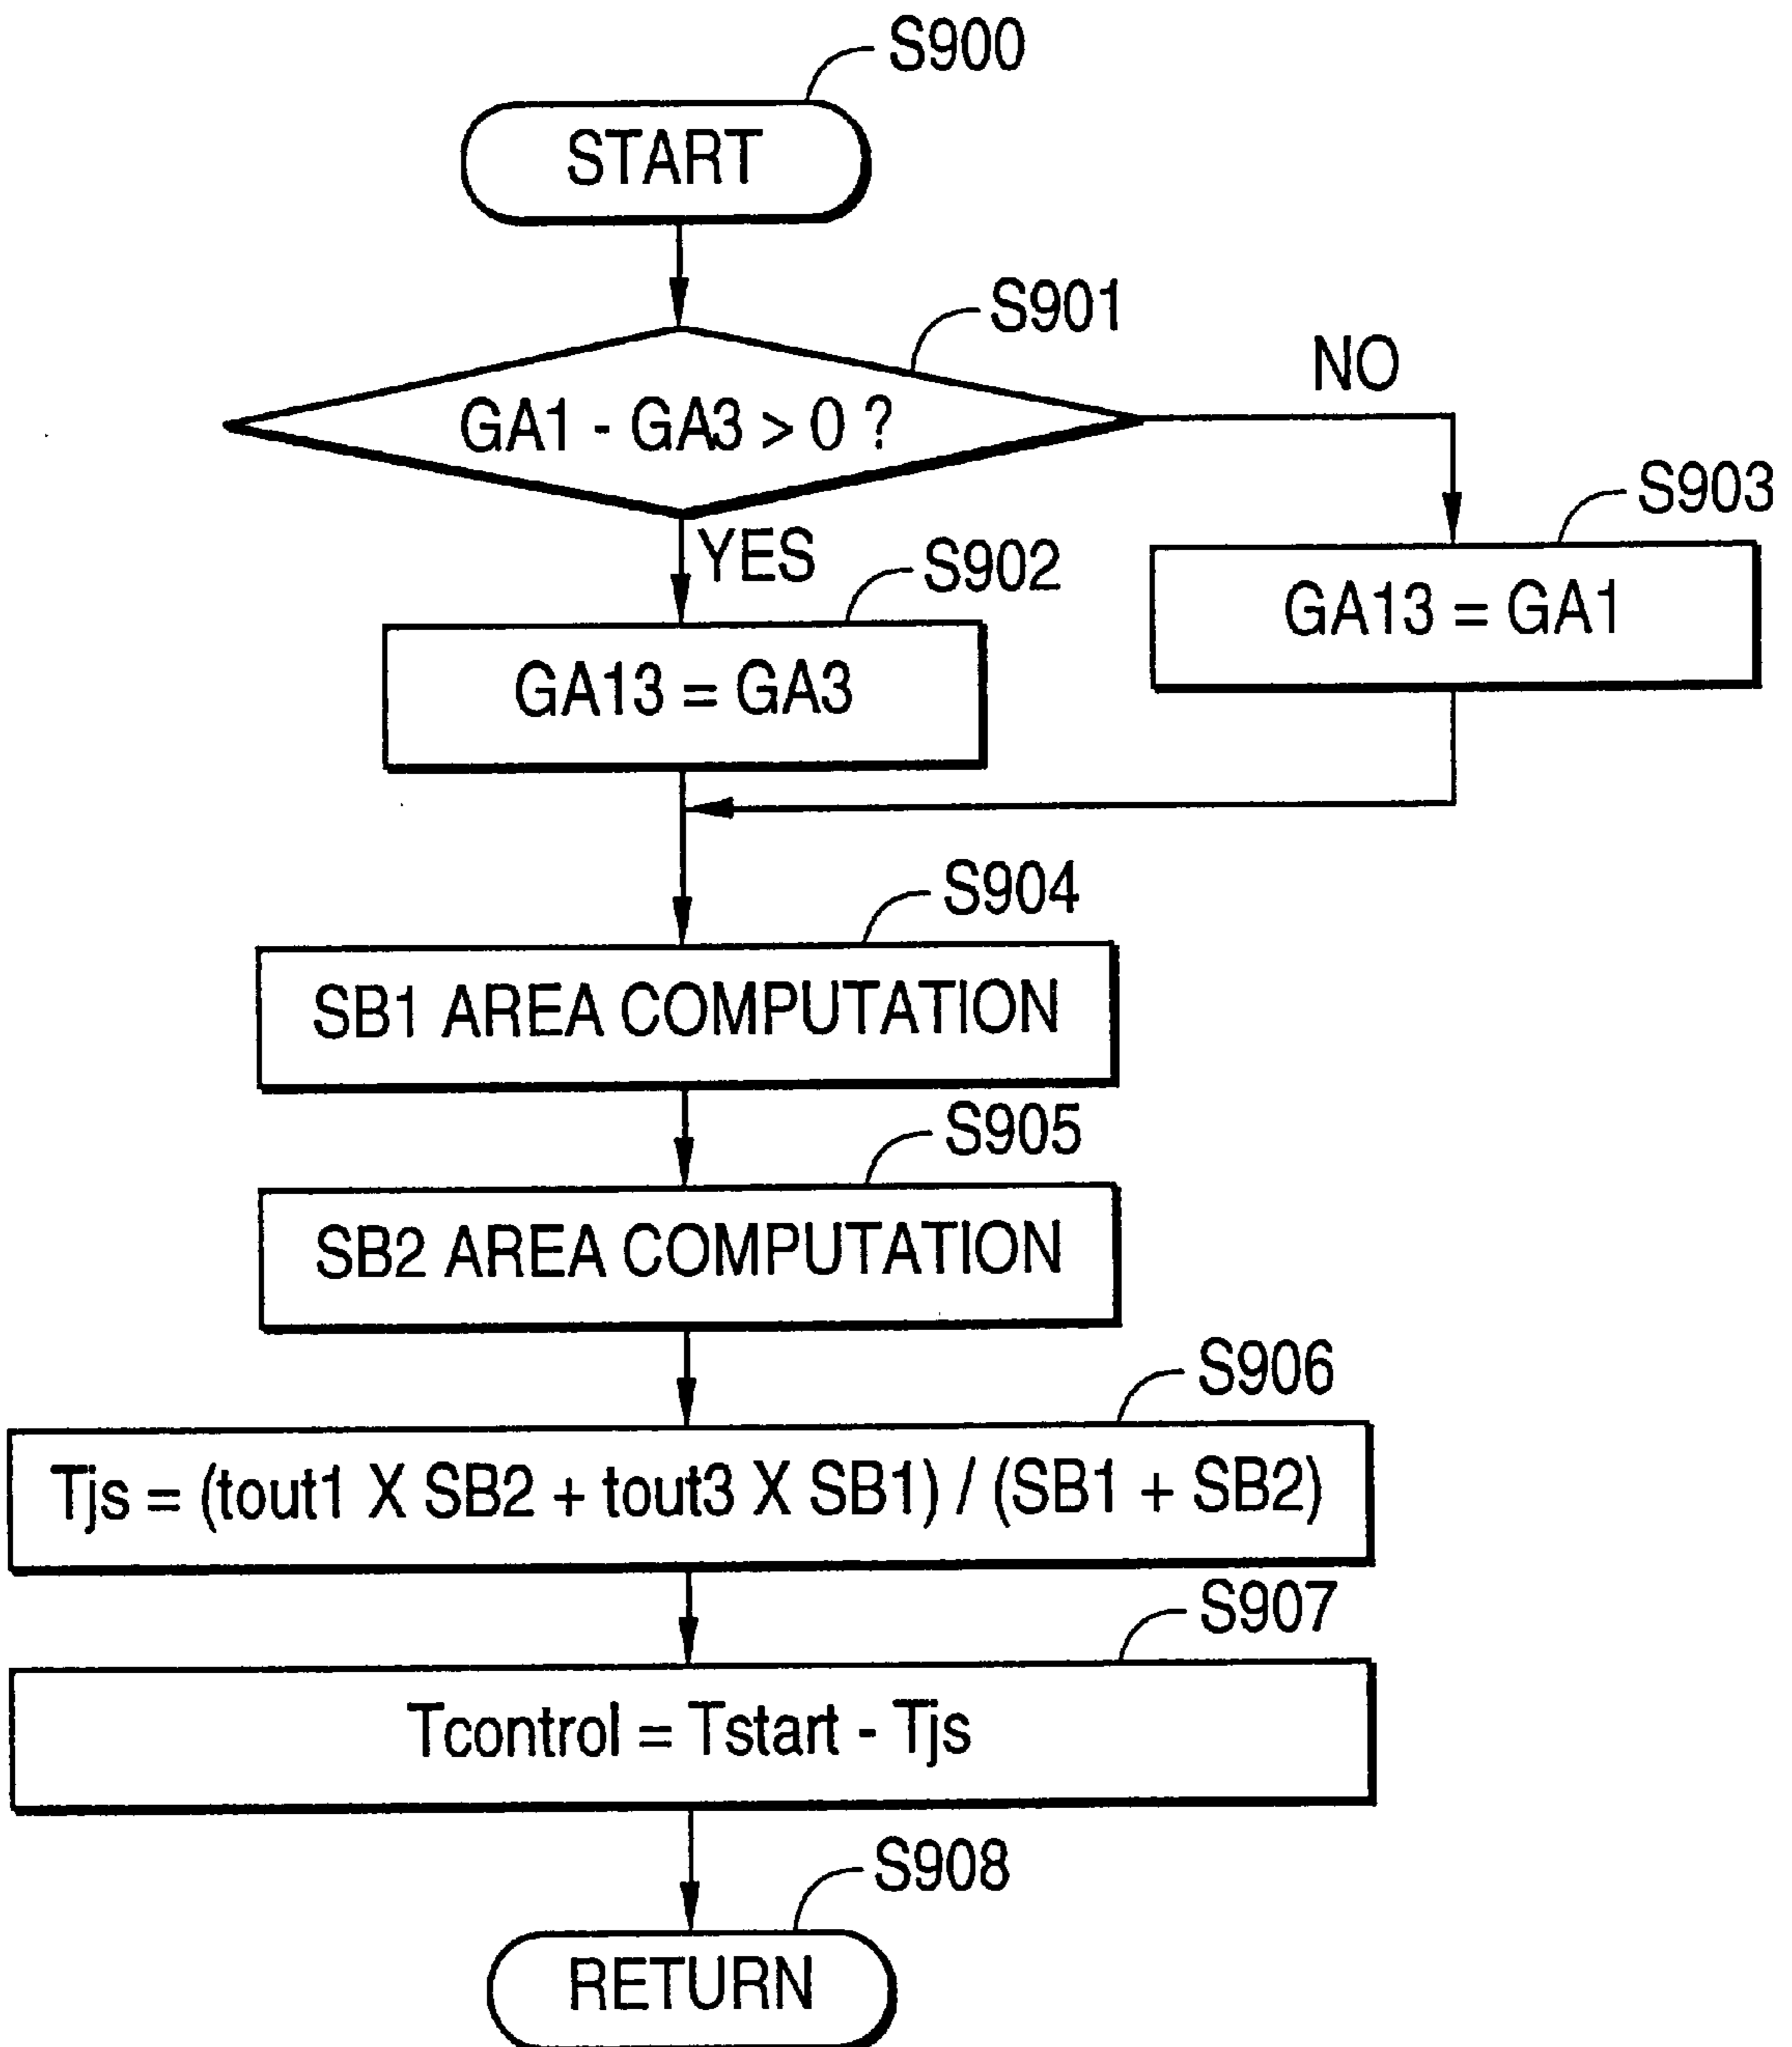 S900
START
S901
GA1 - GA3 > 0 ?
NO
YES
S903
GA13 = GA1
S902
GA13 = GA3
S904
SB1 AREA COMPUTATION
S905
SB2 AREA COMPUTATION
S906
Tjs = (tout1 X SB2 + tout3 X SB1) / (SB1 + SB2)
S907
Tcontrol = Tstart - Tjs
S908
RETURN